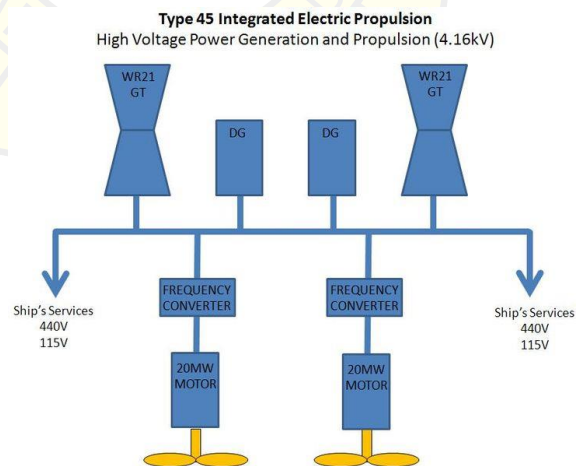 Type 45 Integrated Electric Propulsion
High Voltage Power Generation and Propulsion (4.16kV)
WR21
GT
DG
DG
WR21
GT
FREQUENCY
CONVERTER
FREQUENCY
CONVERTER
Ship's Services
440V
115V
Ship's Services
440V
115V
20MW
MOTOR
20MW
MOTOR